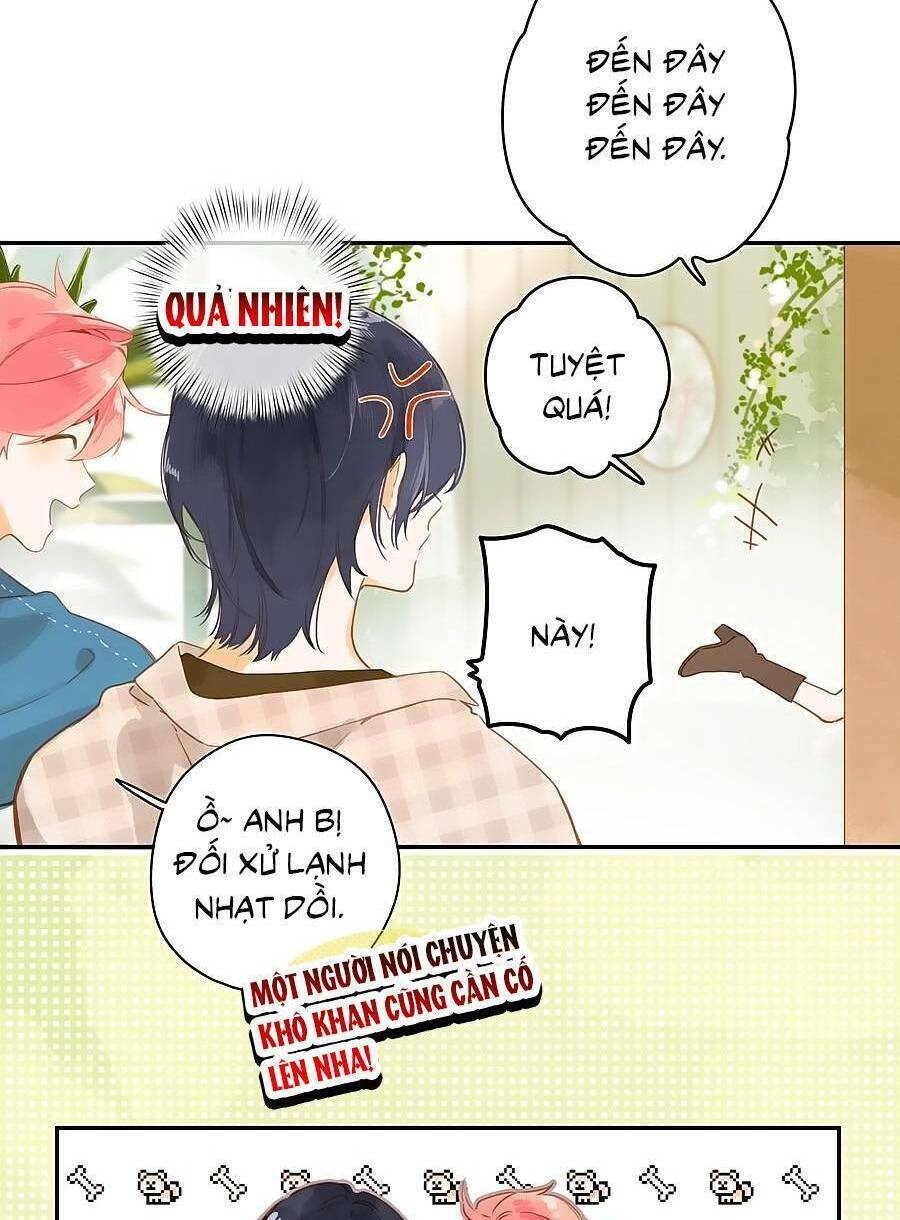 ĐẾN ĐÂY
ĐẾN ĐÂY
ĐẾN ĐÂY.
QUẢ NHIÊN!
TUYỆT
QUÁ!
NÀY!
Ồ~ ANH BỊ
ĐỐI XỬ LẠNH
NHẠT DỒI.
MỘT NGƯỜI NÓI CHUYỆN
KHÔ KHAN CŨNG CẦN CỐ
LÊN NHA!